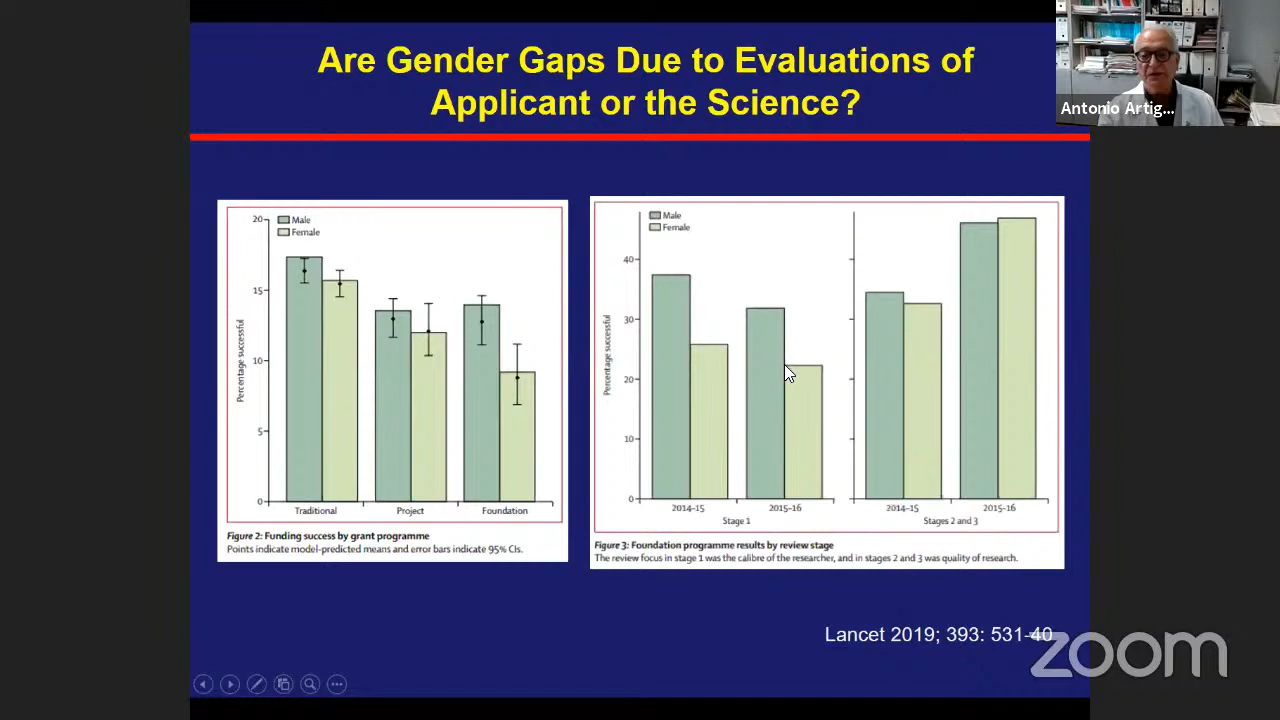 Are Gender Gaps Due to Evaluations of
Applicant or the Science?
Antonio Artig...
20
15
10
5
0
Percentage successful
Male
Female
Traditional
Project
Foundation
Figure 2: Funding success by grant programme
Points indicate model-predicted means and error bars indicate 95% CIs.
40
30
20
10
0
Percentage successful
Male
Female
2014–15
2015–16
Stage 1
2014–15
2015–16
Stages 2 and 3
Figure 3: Foundation programme results by review stage
The review focus in stage 1 was the calibre of the researcher, and in stages 2 and 3 was quality of research.
Lancet 2019; 393: 531-40
zoom